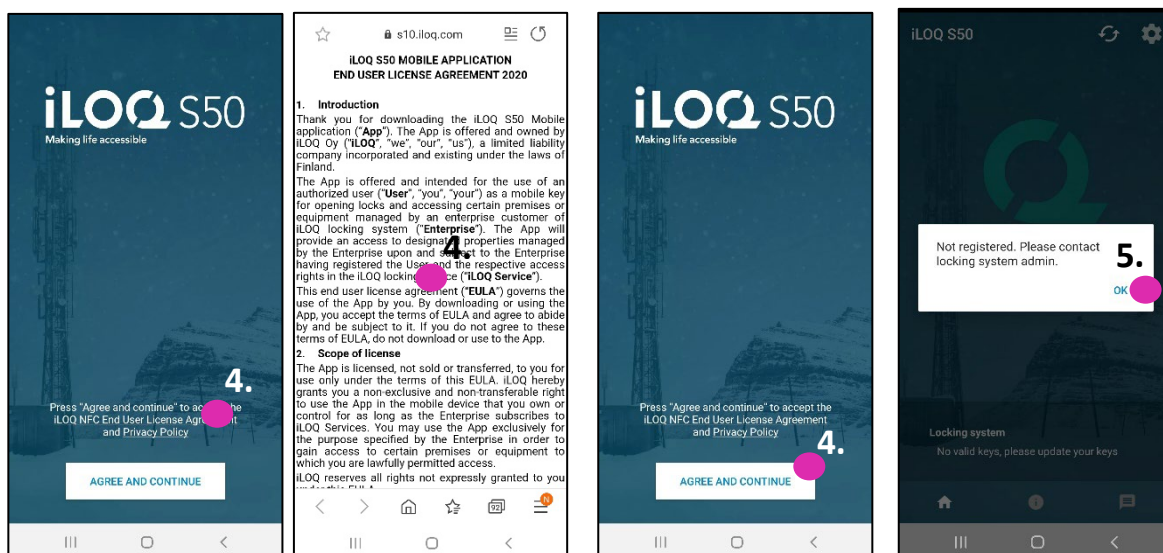 iLOQ S50
Making life accessible
4.
Press "Agree and continue" to accept the
iLOQ NFC End User License Agreement
and Privacy Policy
AGREE AND CONTINUE
s10.iloq.com
iLOQ S50 MOBILE APPLICATION
END USER LICENSE AGREEMENT 2020
1. Introduction
Thank you for downloading the iLOQ S50 Mobile
application ("App"). The App is offered and owned by
iLOQ Oy ("iLOQ", "we", "our", "us"), a limited liability
company incorporated and existing under the laws of
Finland.
The App is offered and intended for the use of an
authorized user ("User", "you", "your") as a mobile key
for opening locks and accessing certain premises or
equipment managed by an enterprise customer of
iLOQ locking system ("Enterprise"). The App will
provide an access to designated properties managed
by the Enterprise upon and subject to the Enterprise
having registered the User and the respective access
rights in the iLOQ locking ce ("iLOQ Service").
4.
This end user license agreement ("EULA") governs the
use of the App by you. By downloading or using the
App, you accept the terms of EULA and agree to abide
by and be subject to it. If you do not agree to these
terms of EULA, do not download or use to the App.
2. Scope of license
The App is licensed, not sold or transferred, to you for
use only under the terms of this EULA. iLOQ hereby
grants you a non-exclusive and non-transferable right
to use the App in the mobile device that you own or
control for as long as the Enterprise subscribes to
iLOQ Services. You may use the App exclusively for
the purpose specified by the Enterprise in order to
gain access to certain premises or equipment to
which you are lawfully permitted access.
iLOQ reserves all rights not expressly granted to you
92
N
iLOQ S50
Making life accessible
Press "Agree and continue" to accept the
iLOQ NFC End User License Agreement
and Privacy Policy
4.
AGREE AND CONTINUE
iLOQ S50
Not registered. Please contact
locking system admin.
5.
OK
Locking system
No valid keys, please update your keys